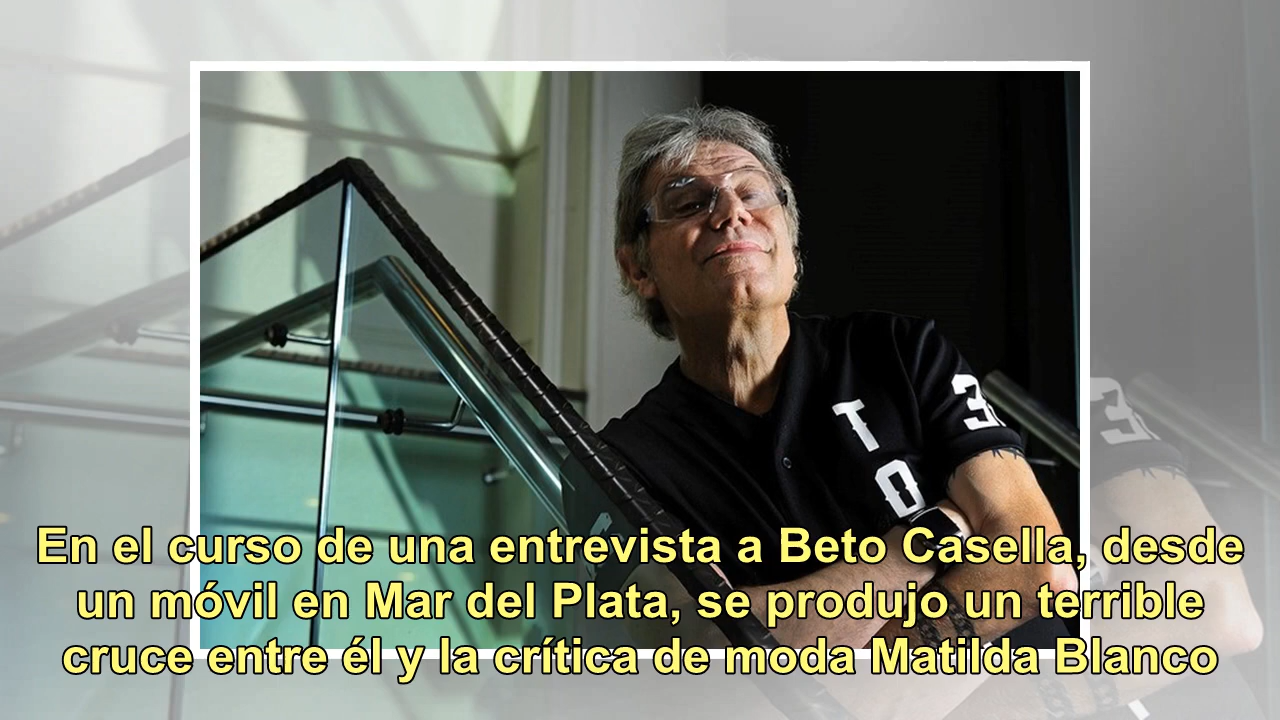 T
O
3
En el curso de una entrevista a Beto Casella, desde
un móvil en Mar del Plata, se produjo un terrible
cruce entre él y la crítica de moda Matilda Blanco